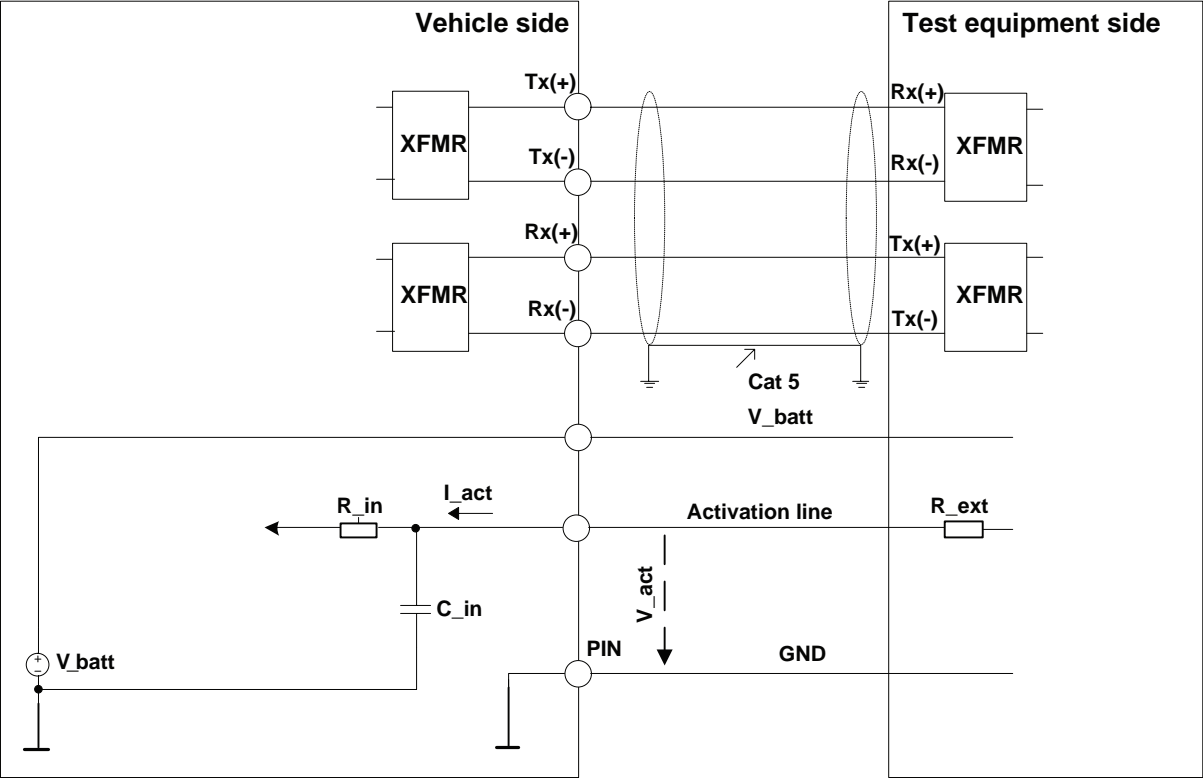 Vehicle side
Test equipment side
Tx(+)
Rx(+)
XFMR
XFMR
Tx(-)
Rx(-)
Rx(+)
Tx(+)
XFMR
XFMR
Rx(-)
Tx(-)
Cat 5
V_batt
I_act
R_in
Activation line
R_ext
V_act
C_in
PIN
GND
V_batt